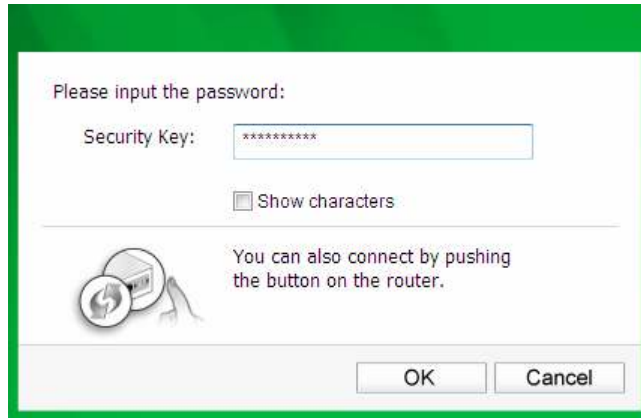 Please input the password:
Security Key: **********
Show characters
You can also connect by pushing
the button on the router.
OK Cancel